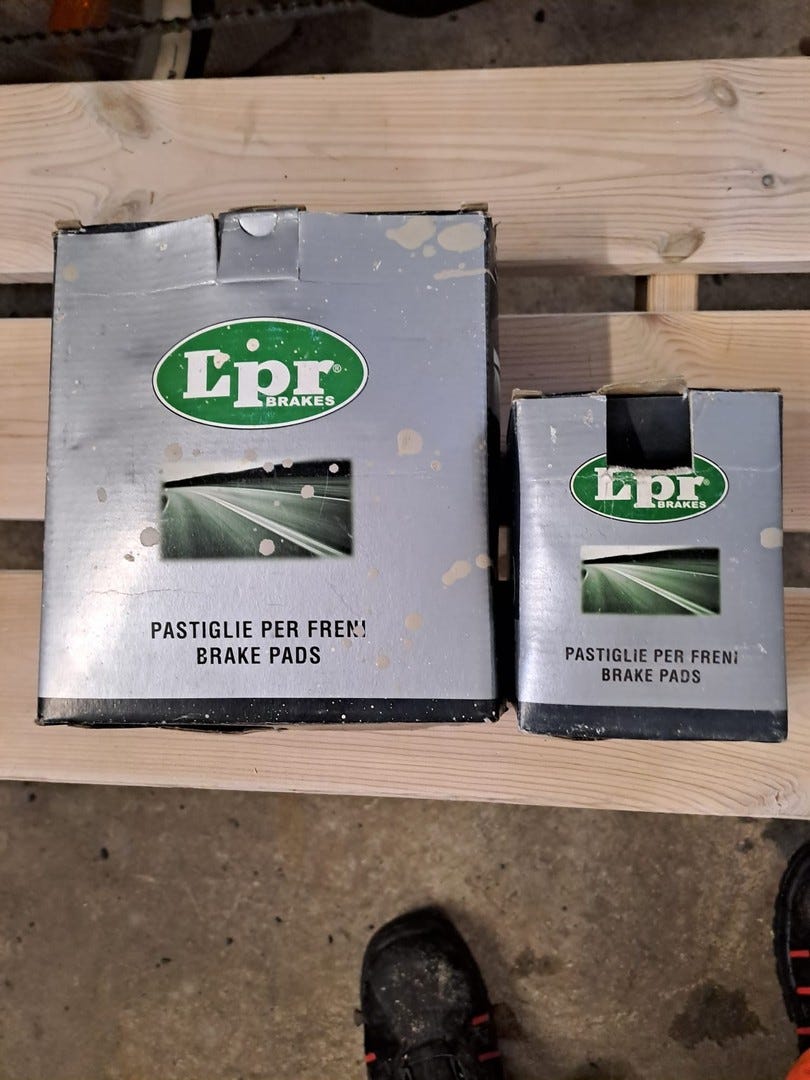 Lpr®
BRAKES
PASTIGLIE PER FRENI
BRAKE PADS
Lpr
BRAKES
PASTIGLIE PER FRENI
BRAKE PADS